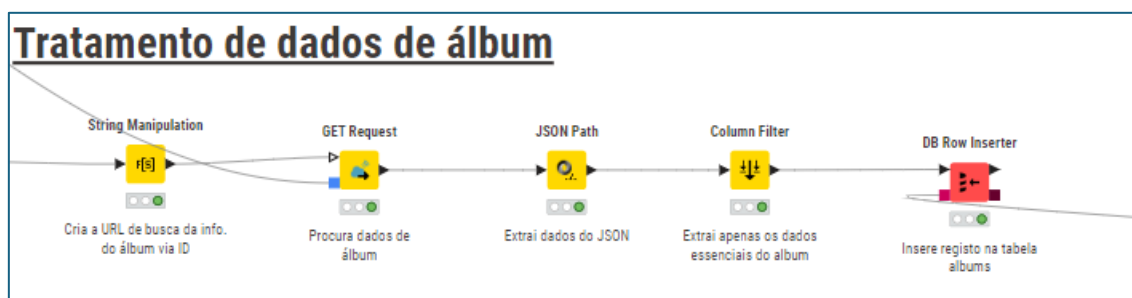 Tratamento de dados de álbum
String Manipulation
GET Request
JSON Path
Column Filter
DB Row Inserter
F[S]
Cria a URL de busca da info.
do álbum via ID
Procura dados de
álbum
Extrai dados do JSON
Extrai apenas os dados
essenciais do album
Insere registo na tabela
albums